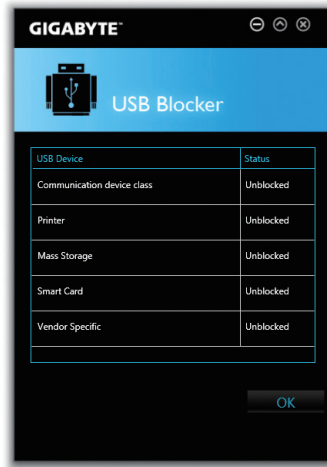 GIGABYTE™
USB Blocker
USB Device Status
Communication device class Unblocked
Printer Unblocked
Mass Storage Unblocked
Smart Card Unblocked
Vendor Specific Unblocked
OK